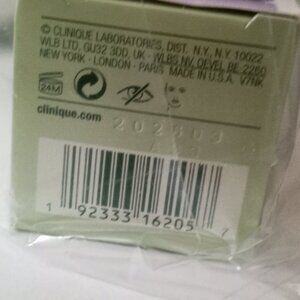 © CLINIQUE LABORATORIES, DIST. N.Y., N.Y. 10022
WLB LTD, GU32 3DD, UK · WLBS NV, OEVEL BE-2260
NEW YORK · LONDON · PARIS MADE IN U.S.A. V7NK
24M
clinique.com
202603
1 92333 16205 7